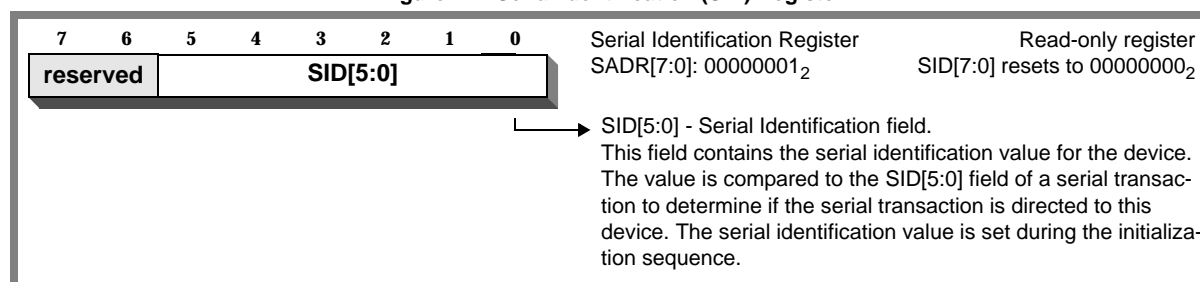 7 6 5 4 3 2 1 0
reserved SID[5:0]
Serial Identification Register Read-only register
SADR[7:0]: 00000001₂ SID[7:0] resets to 00000000₂
SID[5:0] - Serial Identification field.
This field contains the serial identification value for the device.
The value is compared to the SID[5:0] field of a serial transac-
tion to determine if the serial transaction is directed to this
device. The serial identification value is set during the initializa-
tion sequence.